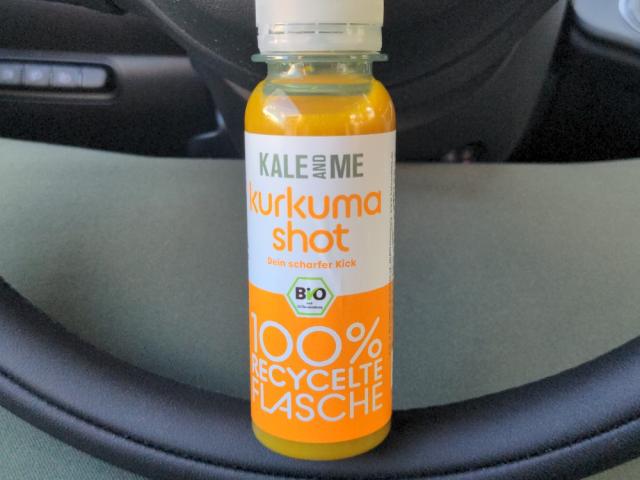 KALE AND ME
kurkuma
shot
Dein scharfer Kick
Bio
100%
RECYCELTE
FLASCHE